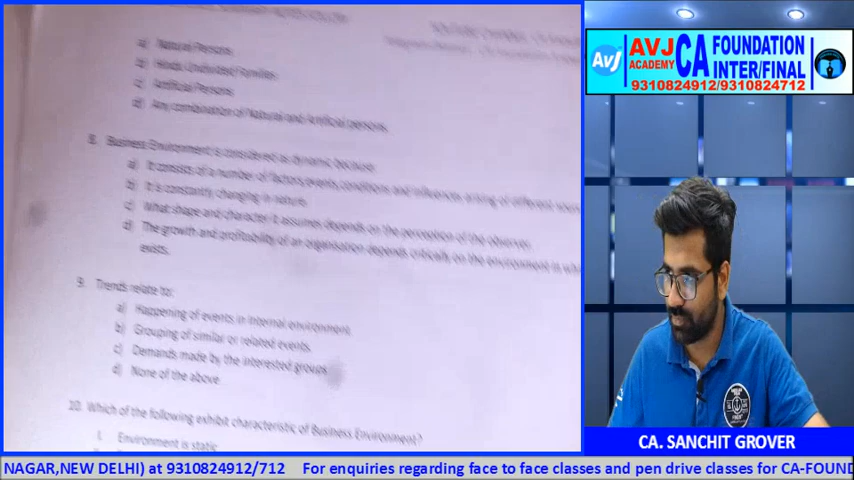 a) Natural Persons
b) Hindu Undivided Families
c) Artificial Persons
d) Any combination of Natural and Artificial persons.
8. Business Environment is considered as dynamic because
a) It consists of a number of factors, events, conditions and influences arising of different
b) It is constantly changing in nature.
c) What shape and character it assumes depends on the perception of the observer.
d) The growth and profitability of an organisation depends critically on the environment in
exists.
9. Trends relate to:
a) Happening of events in internal environment.
b) Grouping of similar or related events.
c) Demands made by the interested groups
d) None of the above
10. Which of the following exhibit characteristic of Business Environment?
I. Environment is static
AVJ
AVJ
ACADEMY
CA FOUNDATION
INTER/FINAL
9310824912/9310824712
CA. SANCHIT GROVER
NAGAR,NEW DELHI) at 9310824912/712 For enquiries regarding face to face classes and pen drive classes for CA-FOUND